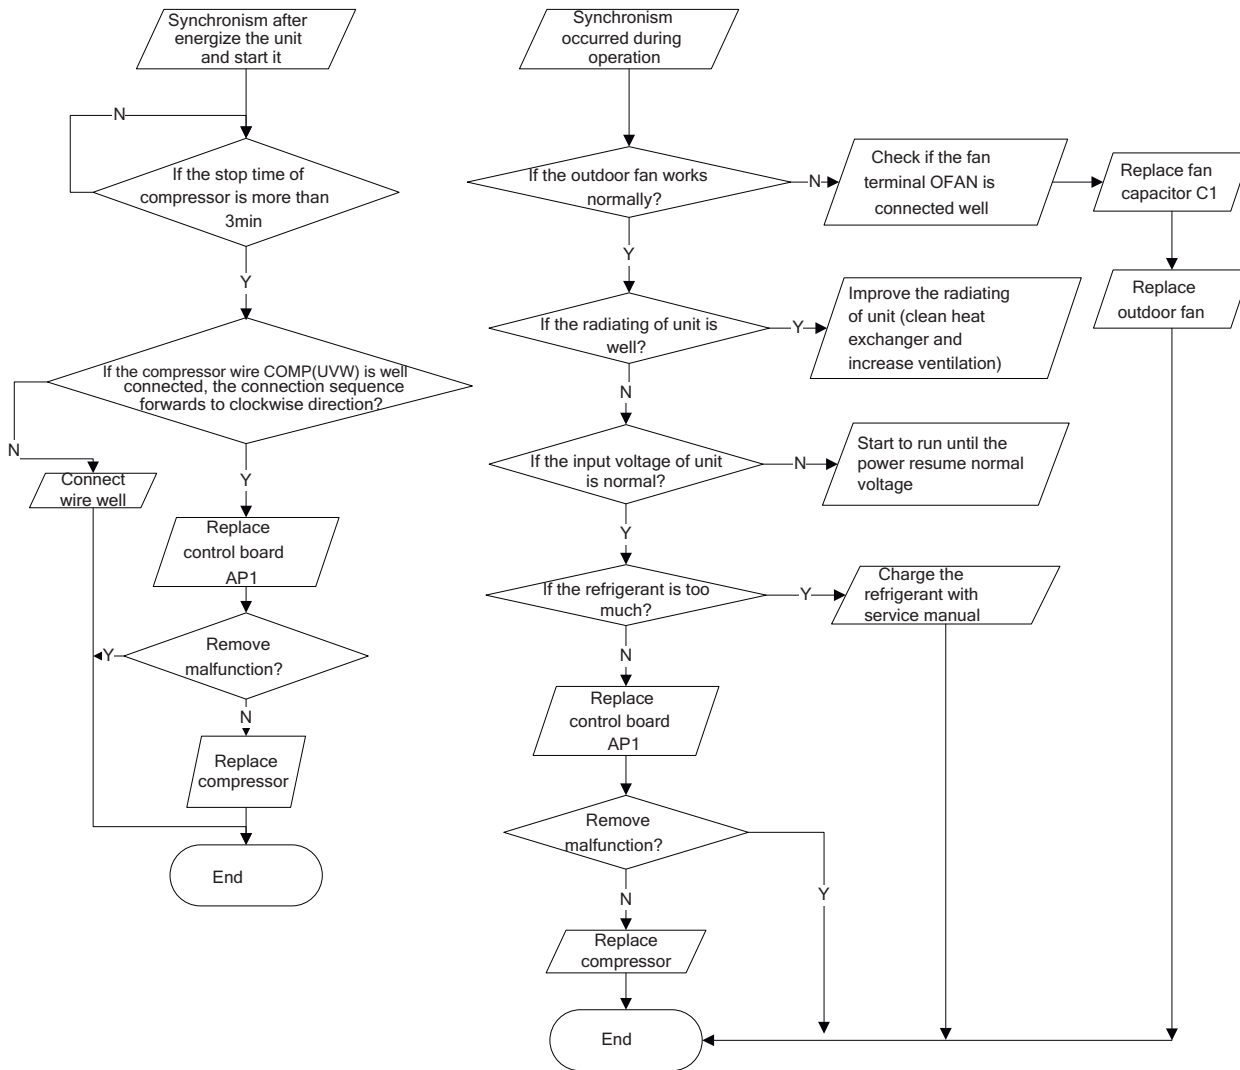 Synchronism after
energize the unit
and start it
N
If the stop time of
compressor is more than
3min
Y
If the compressor wire COMP(UVW) is well
connected, the connection sequence
forwards to clockwise direction?
N
Connect
wire well
Y
Replace
control board
AP1
Remove
malfunction?
Y
N
Replace
compressor
End
Synchronism
occurred during
operation
If the outdoor fan works
normally?
N
Check if the fan
terminal OFAN is
connected well
Replace fan
capacitor C1
Replace
outdoor fan
Y
If the radiating of unit is
well?
Y
Improve the radiating
of unit (clean heat
exchanger and
increase ventilation)
N
If the input voltage of unit
is normal?
N
Start to run until the
power resume normal
voltage
Y
If the refrigerant is too
much?
Y
Charge the
refrigerant with
service manual
N
Replace
control board
AP1
Remove
malfunction?
Y
N
Replace
compressor
End